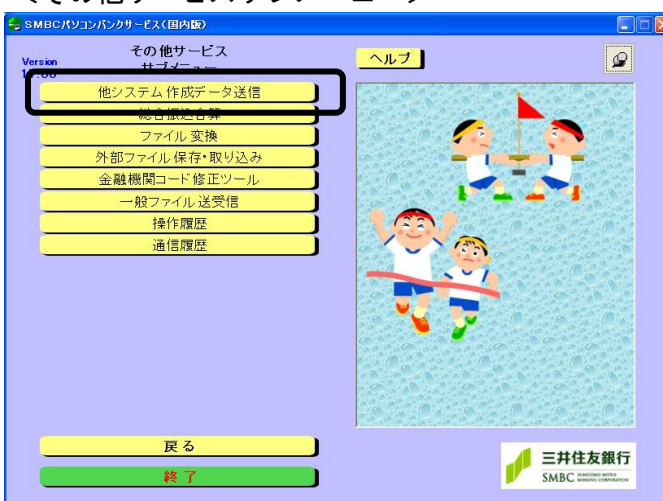 SMBCパソコンバンクサービス(国内版)
その他サービス
サブメニュー
Version
ヘルプ
他システム作成データ送信
総合振込合算
ファイル変換
外部ファイル保存・取り込み
金融機関コード修正ツール
一般ファイル送受信
操作履歴
通信履歴
戻る
終了
三井住友銀行
SMBC SUMITOMO MITSUI
BANKING CORPORATION